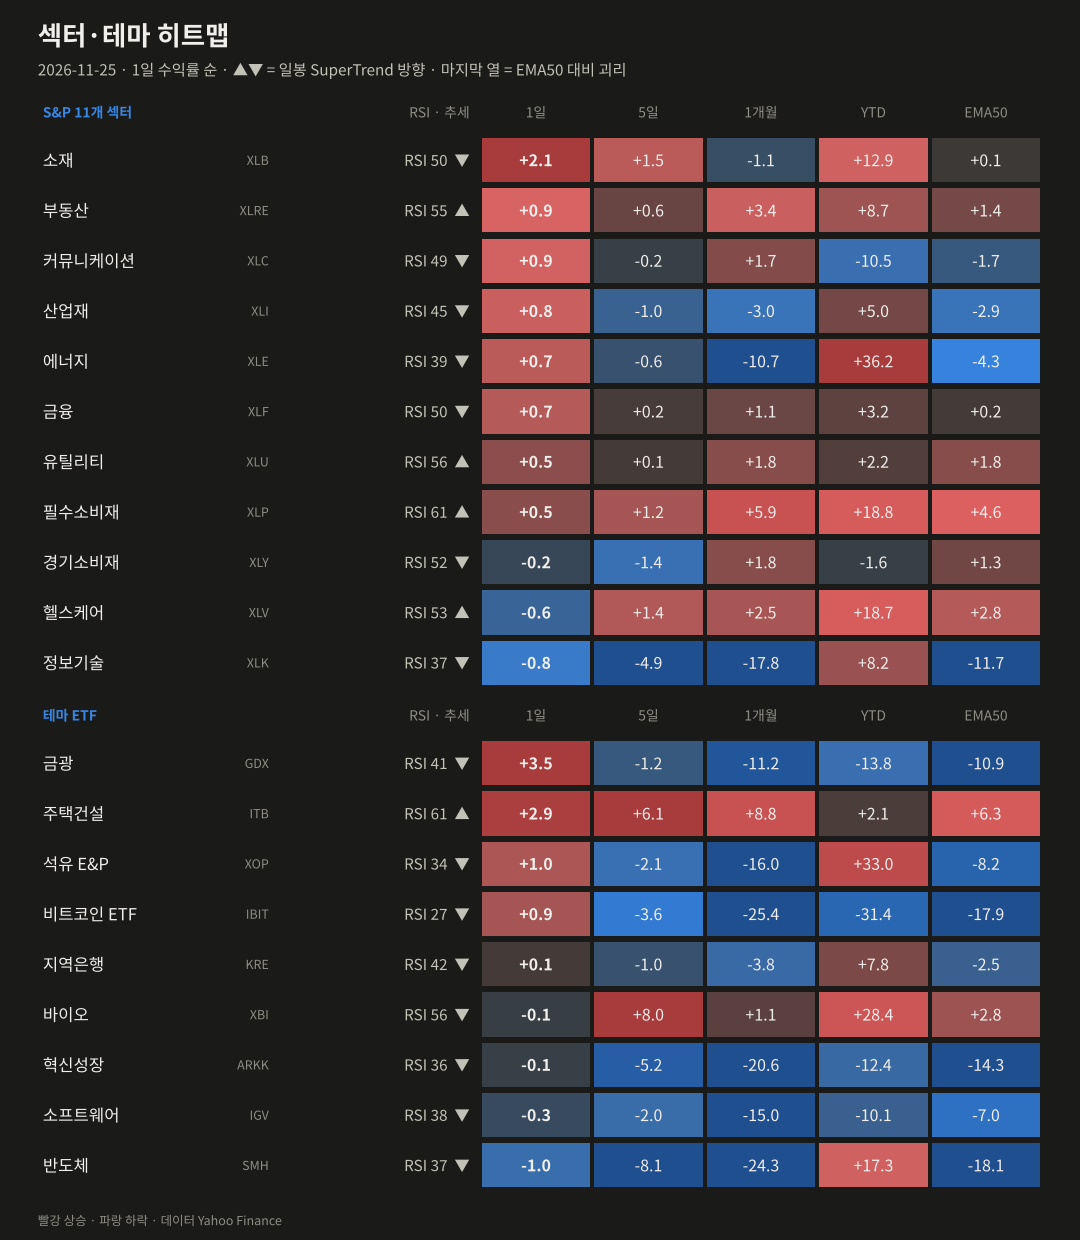 섹터·테마 히트맵
2026-11-25 · 1일 수익률 순 · ▲▼ = 일봉 SuperTrend 방향 · 마지막 열 = EMA50 대비 괴리
S&P 11개 섹터 RSI · 추세 1일 5일 1개월 YTD EMA50
소재 XLB RSI 50 ▼ +2.1 +1.5 -1.1 +12.9 +0.1
부동산 XLRE RSI 55 ▲ +0.9 +0.6 +3.4 +8.7 +1.4
커뮤니케이션 XLC RSI 49 ▼ +0.9 -0.2 +1.7 -10.5 -1.7
산업재 XLI RSI 45 ▼ +0.8 -1.0 -3.0 +5.0 -2.9
에너지 XLE RSI 39 ▼ +0.7 -0.6 -10.7 +36.2 -4.3
금융 XLF RSI 50 ▼ +0.7 +0.2 +1.1 +3.2 +0.2
유틸리티 XLU RSI 56 ▲ +0.5 +0.1 +1.8 +2.2 +1.8
필수소비재 XLP RSI 61 ▲ +0.5 +1.2 +5.9 +18.8 +4.6
경기소비재 XLY RSI 52 ▼ -0.2 -1.4 +1.8 -1.6 +1.3
헬스케어 XLV RSI 53 ▲ -0.6 +1.4 +2.5 +18.7 +2.8
정보기술 XLK RSI 37 ▼ -0.8 -4.9 -17.8 +8.2 -11.7
테마 ETF RSI · 추세 1일 5일 1개월 YTD EMA50
금광 GDX RSI 41 ▼ +3.5 -1.2 -11.2 -13.8 -10.9
주택건설 ITB RSI 61 ▲ +2.9 +6.1 +8.8 +2.1 +6.3
석유 E&P XOP RSI 34 ▼ +1.0 -2.1 -16.0 +33.0 -8.2
비트코인 ETF IBIT RSI 27 ▼ +0.9 -3.6 -25.4 -31.4 -17.9
지역은행 KRE RSI 42 ▼ +0.1 -1.0 -3.8 +7.8 -2.5
바이오 XBI RSI 56 ▼ -0.1 +8.0 +1.1 +28.4 +2.8
혁신성장 ARKK RSI 36 ▼ -0.1 -5.2 -20.6 -12.4 -14.3
소프트웨어 IGV RSI 38 ▼ -0.3 -2.0 -15.0 -10.1 -7.0
반도체 SMH RSI 37 ▼ -1.0 -8.1 -24.3 +17.3 -18.1
빨강 상승 · 파랑 하락 · 데이터 Yahoo Finance